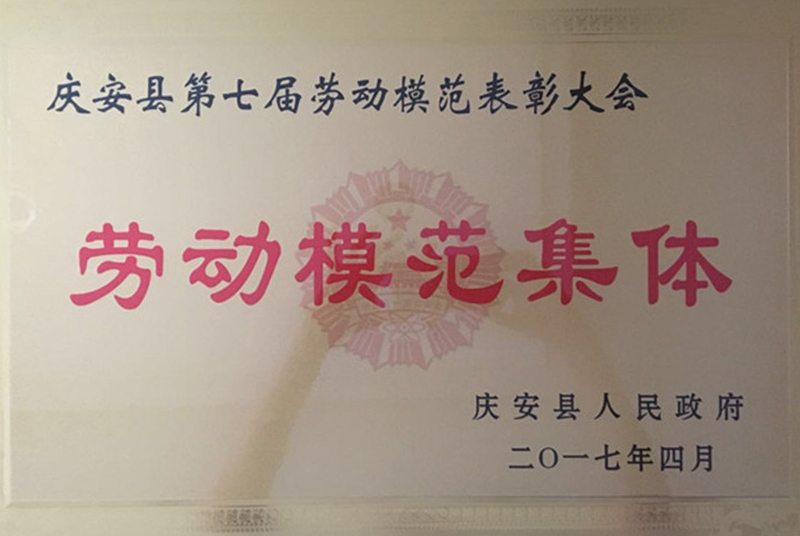 庆安县第七届劳动模范表彰大会
劳动模范集体
庆安县人民政府
二〇一七年四月